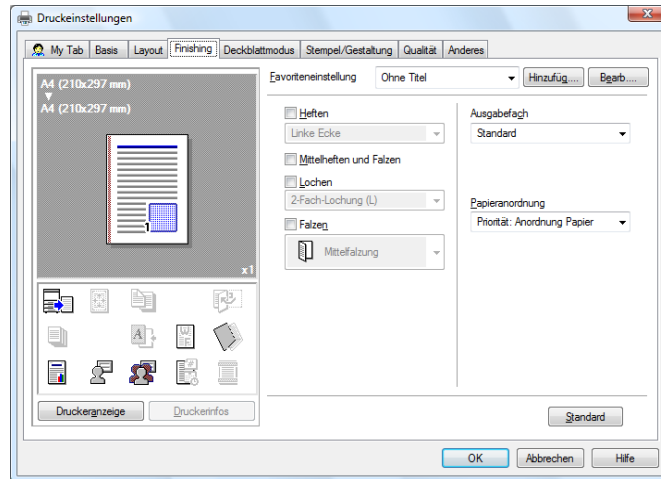 Druckeinstellungen
My Tab Basis Layout Finishing Deckblattmodus Stempel/Gestaltung Qualität Anderes
A4 (210x297 mm)
A4 (210x297 mm)
1
x1
Favoriteneinstellung Ohne Titel Hinzufüg.... Bearb....
Heften
Linke Ecke
Mittelheften und Falzen
Lochen
2-Fach-Lochung (L)
Falzen
Mittelfalzung
Ausgabefach
Standard
Papieranordnung
Priorität: Anordnung Papier
Druckeranzeige Druckerinfos
Standard
OK Abbrechen Hilfe